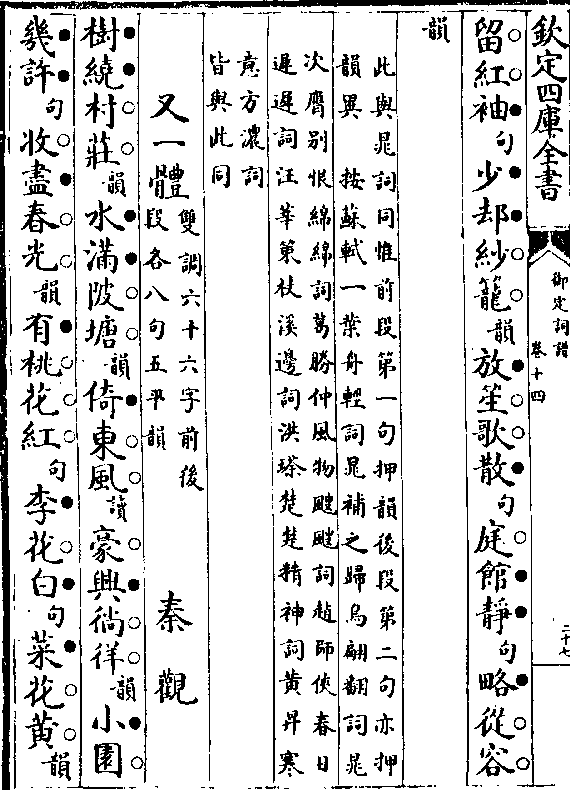 欽定四庫全書
御定詞譜
卷十四
二十七
留紅袖句少却紗籠韻放笙歌散句庭館靜句略從容
韻
此與晁詞同惟前段第一句押韻後段第二句亦押
韻異　按蘇軾一葉舟輕詞晁補之歸鳥翩翻詞晁
次膺别恨綿綿詞葛勝仲風物颼颼詞趙師俠春日
遲遲詞汪莘策杖溪邊詞洪瑹楚楚精神詞黄昇寒
意方濃詞
皆與此同
又一體雙調六十六字前後
段各八句五平韻
秦觀
樹繞村莊韻水滿陂塘韻倚東風讀豪興徜徉韻小園
幾許句收盡春光韻有桃花紅句李花白句菜花黄韻